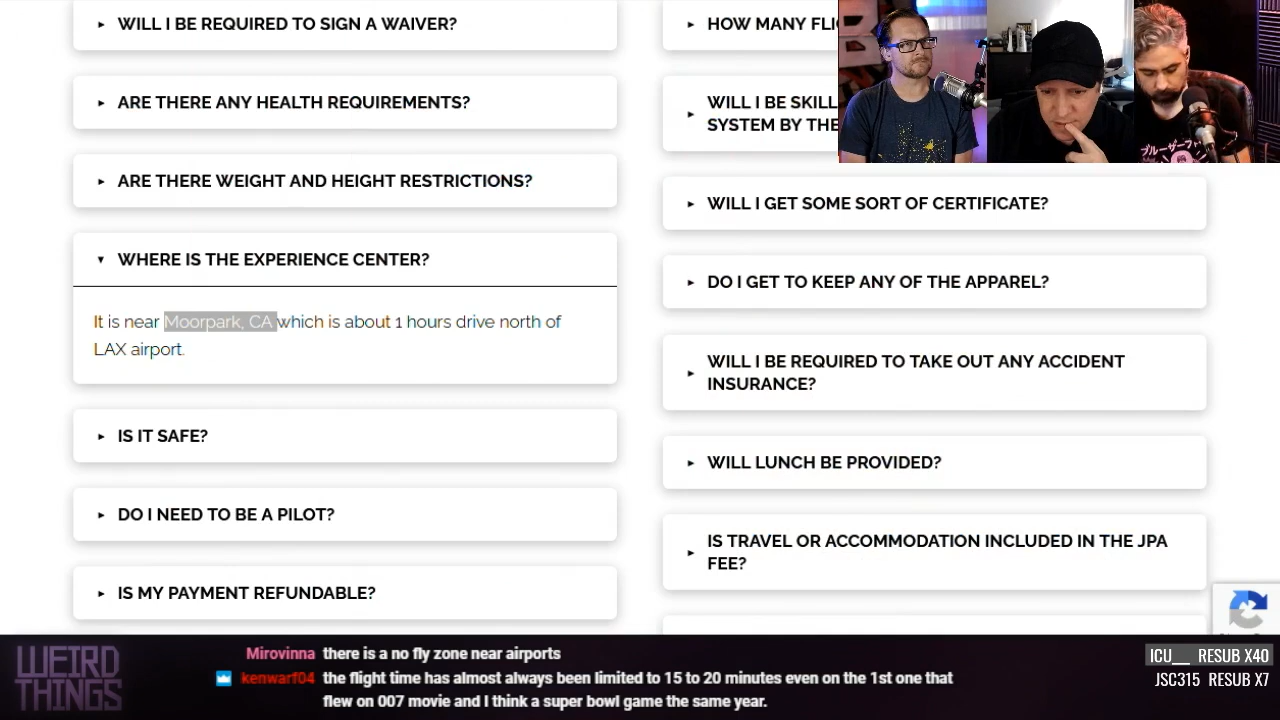 WILL I BE REQUIRED TO SIGN A WAIVER?
ARE THERE ANY HEALTH REQUIREMENTS?
ARE THERE WEIGHT AND HEIGHT RESTRICTIONS?
WHERE IS THE EXPERIENCE CENTER?
It is near Moorpark, CA which is about 1 hours drive north of
LAX airport.
IS IT SAFE?
DO I NEED TO BE A PILOT?
IS MY PAYMENT REFUNDABLE?
HOW MANY
WILL I BE
SYSTEM BY THE
WILL I GET SOME SORT OF CERTIFICATE?
DO I GET TO KEEP ANY OF THE APPAREL?
WILL I BE REQUIRED TO TAKE OUT ANY ACCIDENT
INSURANCE?
WILL LUNCH BE PROVIDED?
IS TRAVEL OR ACCOMMODATION INCLUDED IN THE JPA
FEE?
WEIRD
THINGS
Mirovinna there is a no fly zone near airports
kenwarf04 the flight time has almost always been limited to 15 to 20 minutes even on the 1st one that
flew on 007 movie and I think a super bowl game the same year.
ICU__ RESUB X40
JSC315 RESUB X7